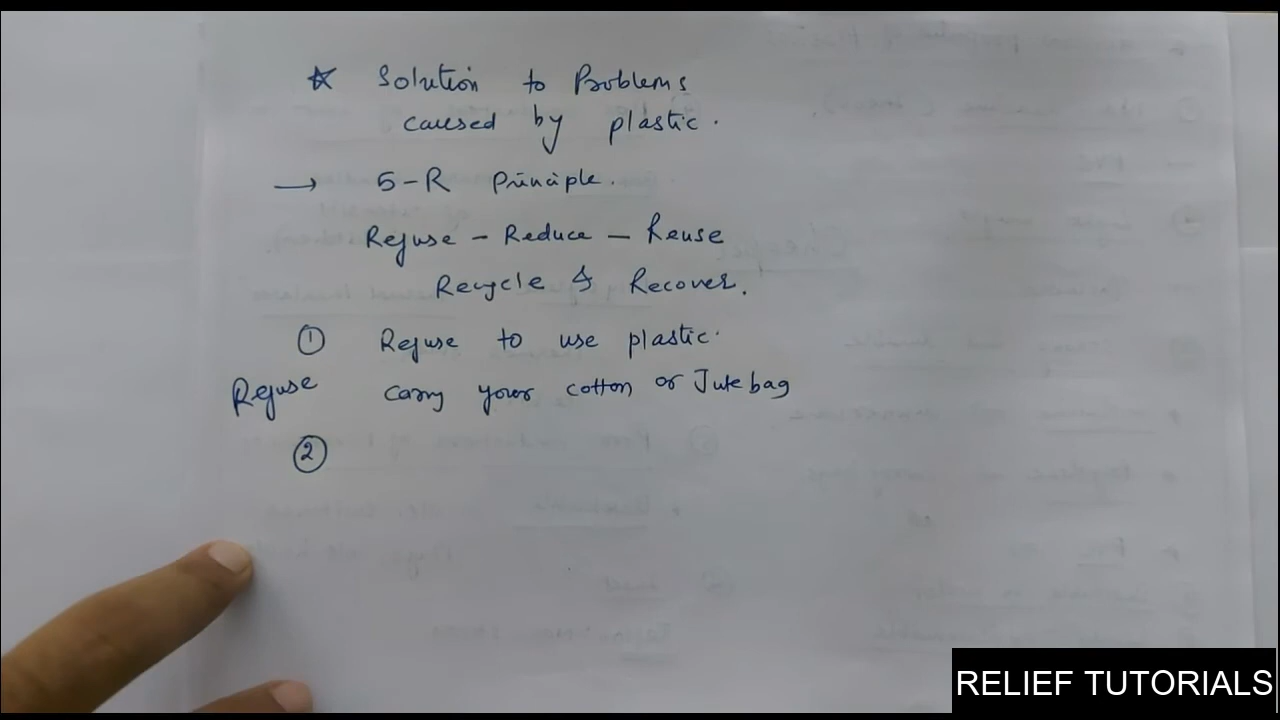 ☆ Solution to Problems
caused by plastic.
→ 5-R Principle.
Refuse - Reduce - Reuse
Recycle & Recover.
① Refuse to use plastic.
Refuse carry your cotton or Jute bag
②
RELIEF TUTORIALS